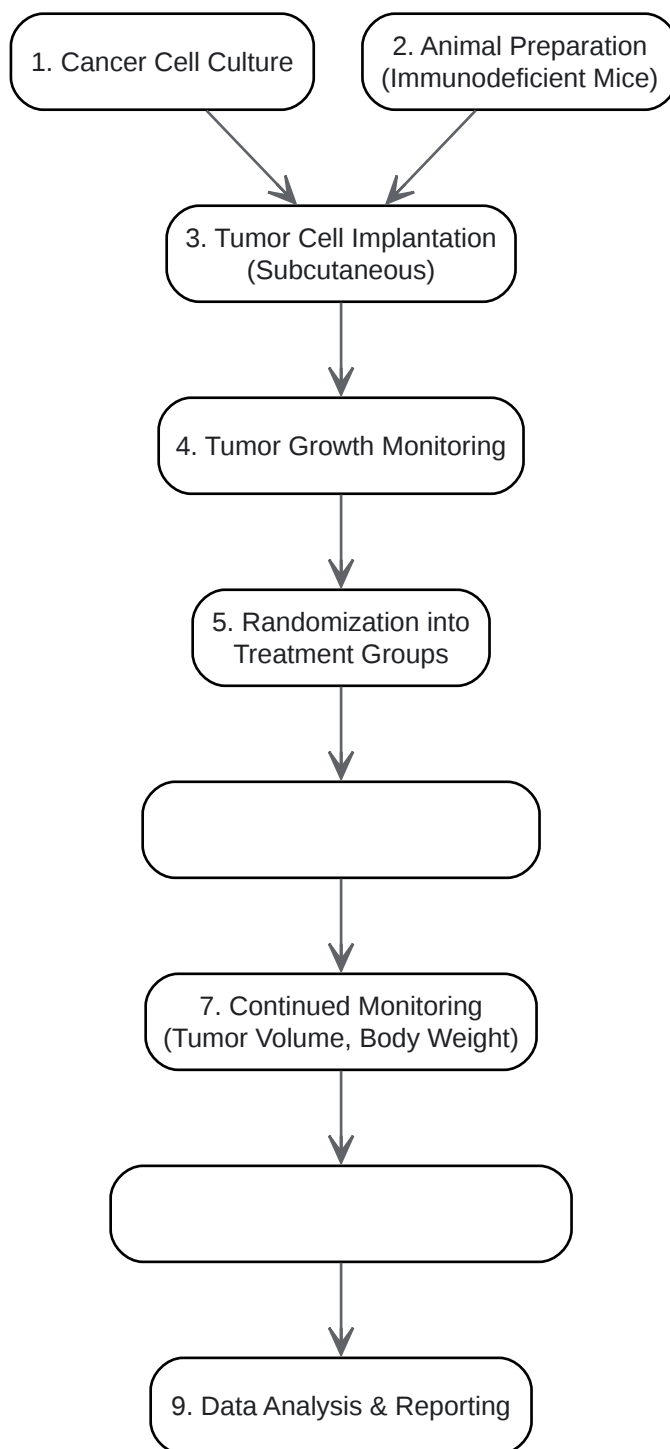 1. Cancer Cell Culture
2. Animal Preparation
(Immunodeficient Mice)
3. Tumor Cell Implantation
(Subcutaneous)
4. Tumor Growth Monitoring
5. Randomization into
Treatment Groups
7. Continued Monitoring
(Tumor Volume, Body Weight)
9. Data Analysis & Reporting